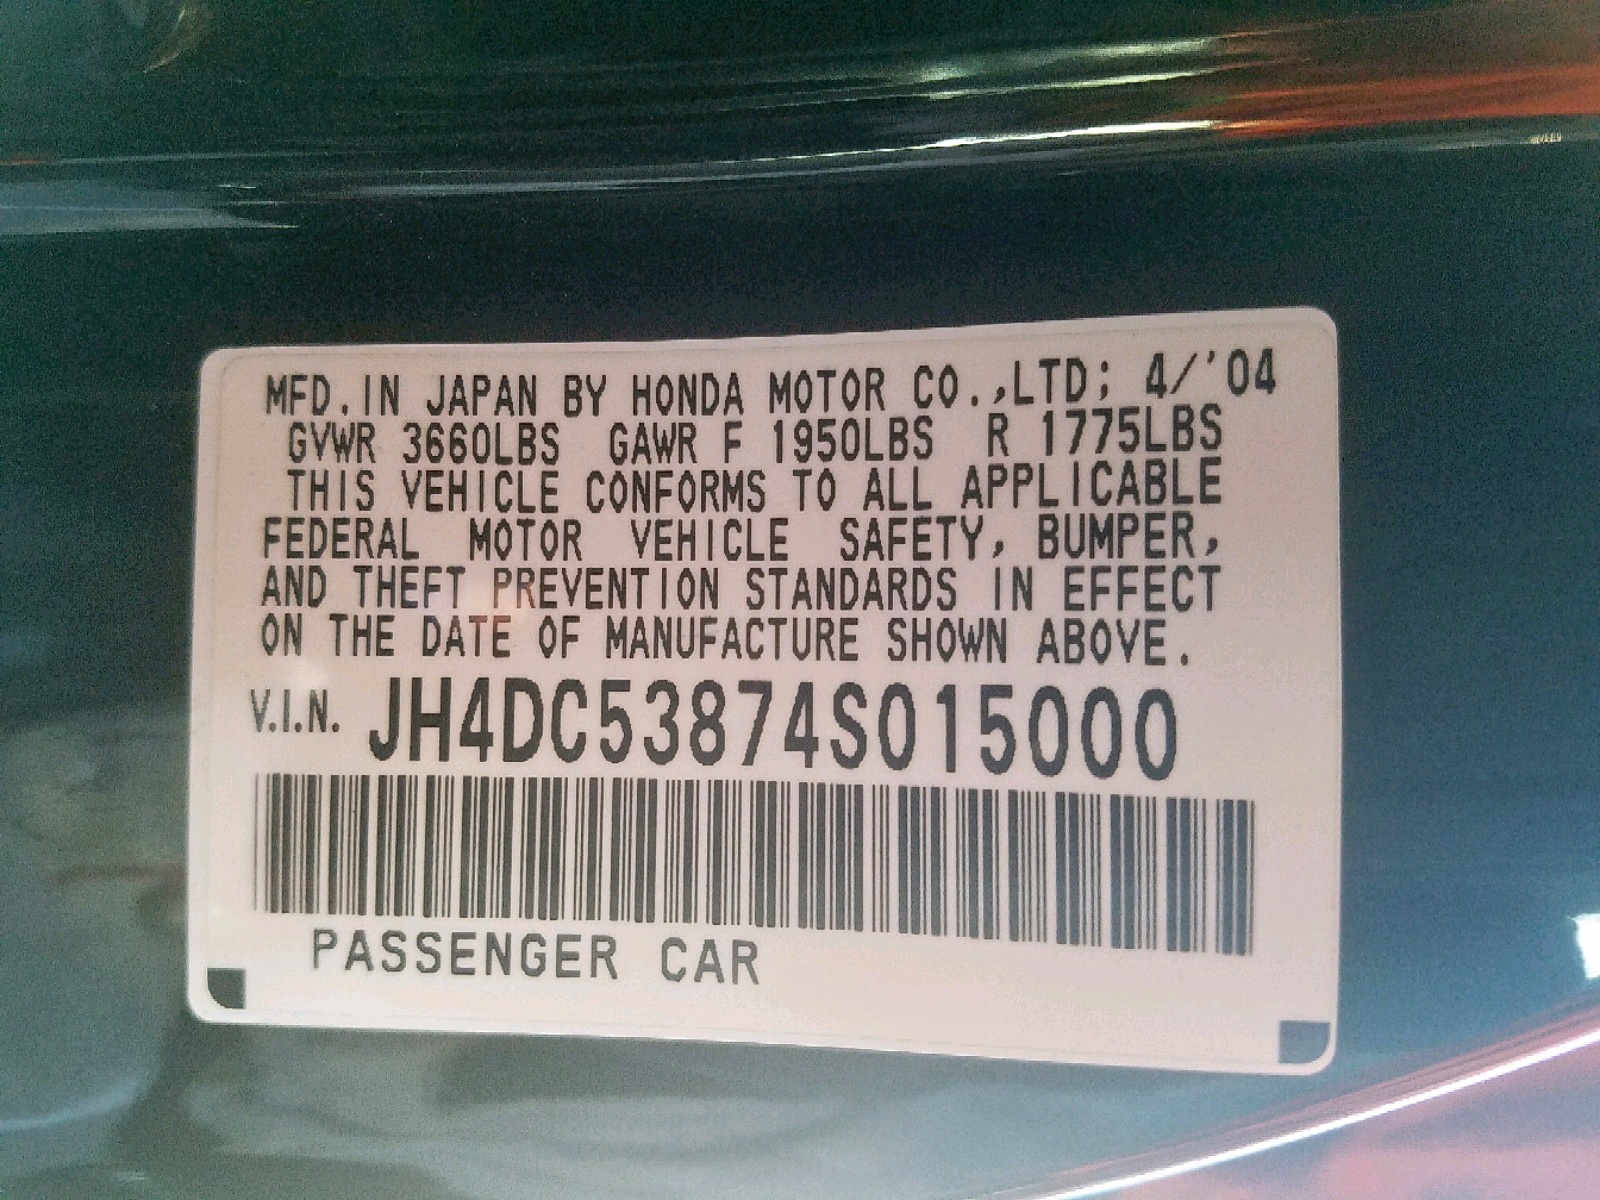 MFD.IN JAPAN BY HONDA MOTOR CO.,LTD; 4/'04
GVWR 3660LBS GAWR F 1950LBS R 1775LBS
THIS VEHICLE CONFORMS TO ALL APPLICABLE
FEDERAL MOTOR VEHICLE SAFETY, BUMPER,
AND THEFT PREVENTION STANDARDS IN EFFECT
ON THE DATE OF MANUFACTURE SHOWN ABOVE.
V.I.N. JH4DC53874S015000
PASSENGER CAR